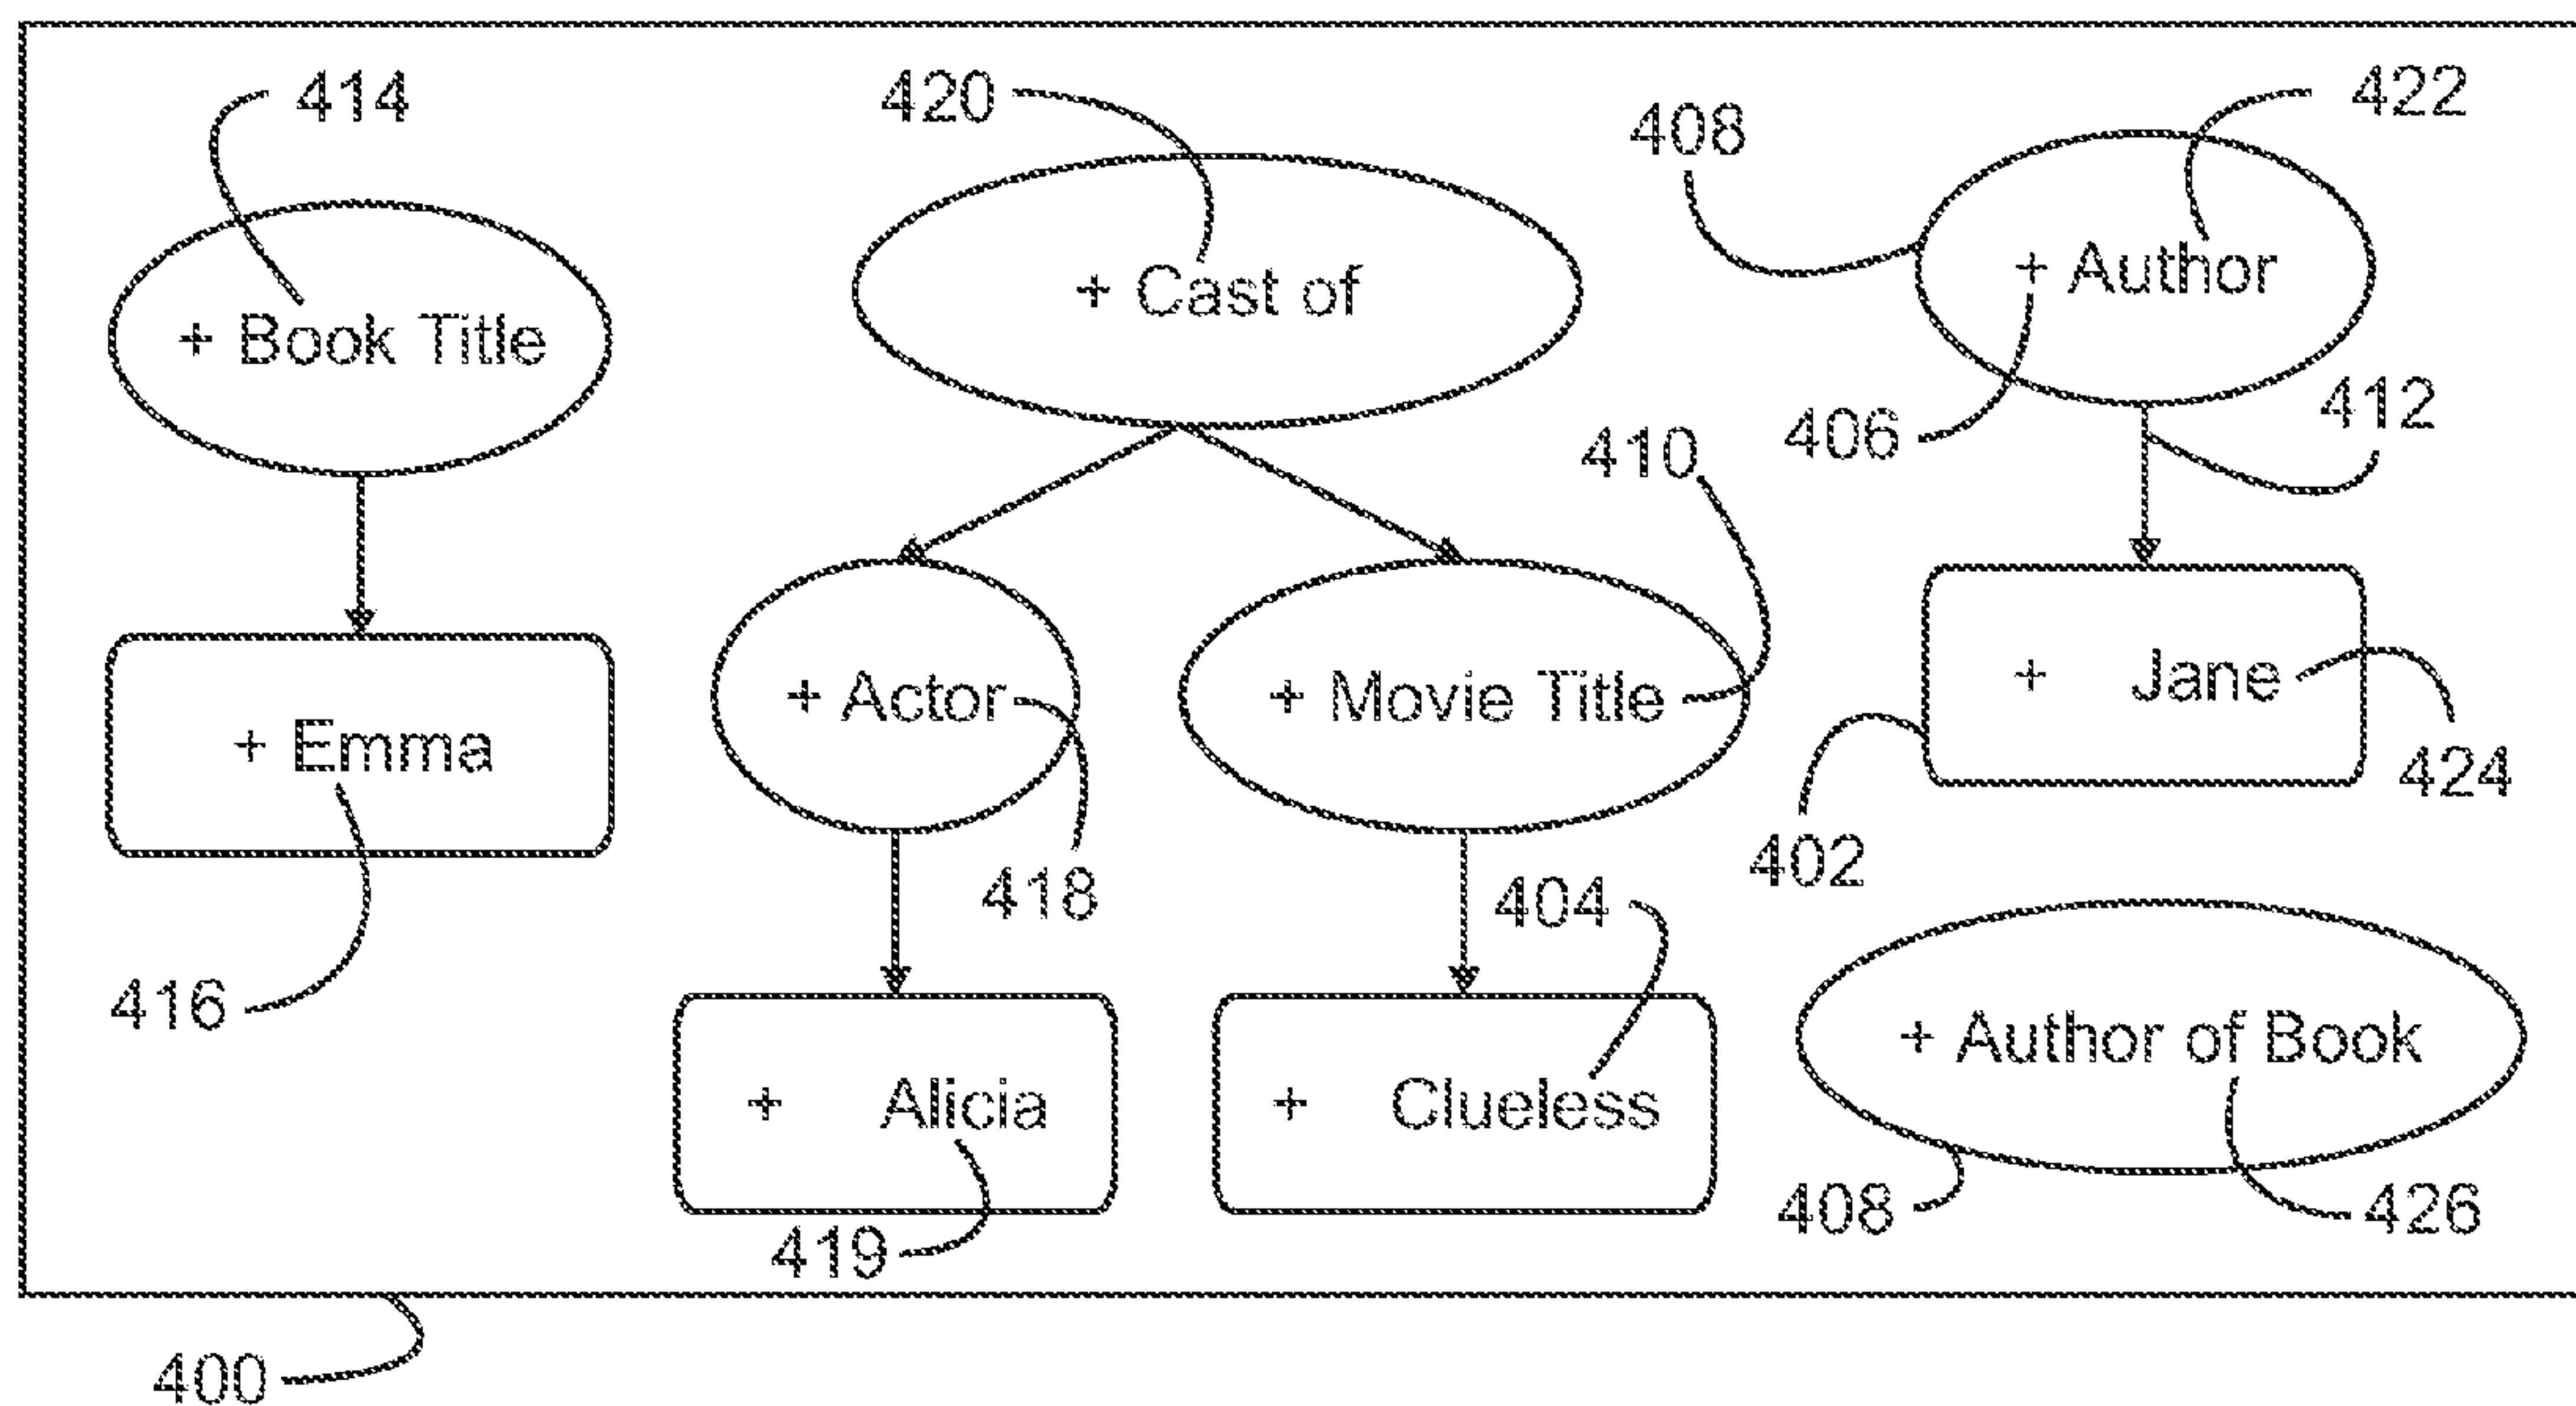 414
420
422
408
+ Author
+ Cast of
+ Book Title
412
406
410
+ Jane
+ Actor
+ Movie Title
+ Emma
424
402
418
404
416
+ Author of Book
+ Alicia
+ Clueless
408
426
419
400